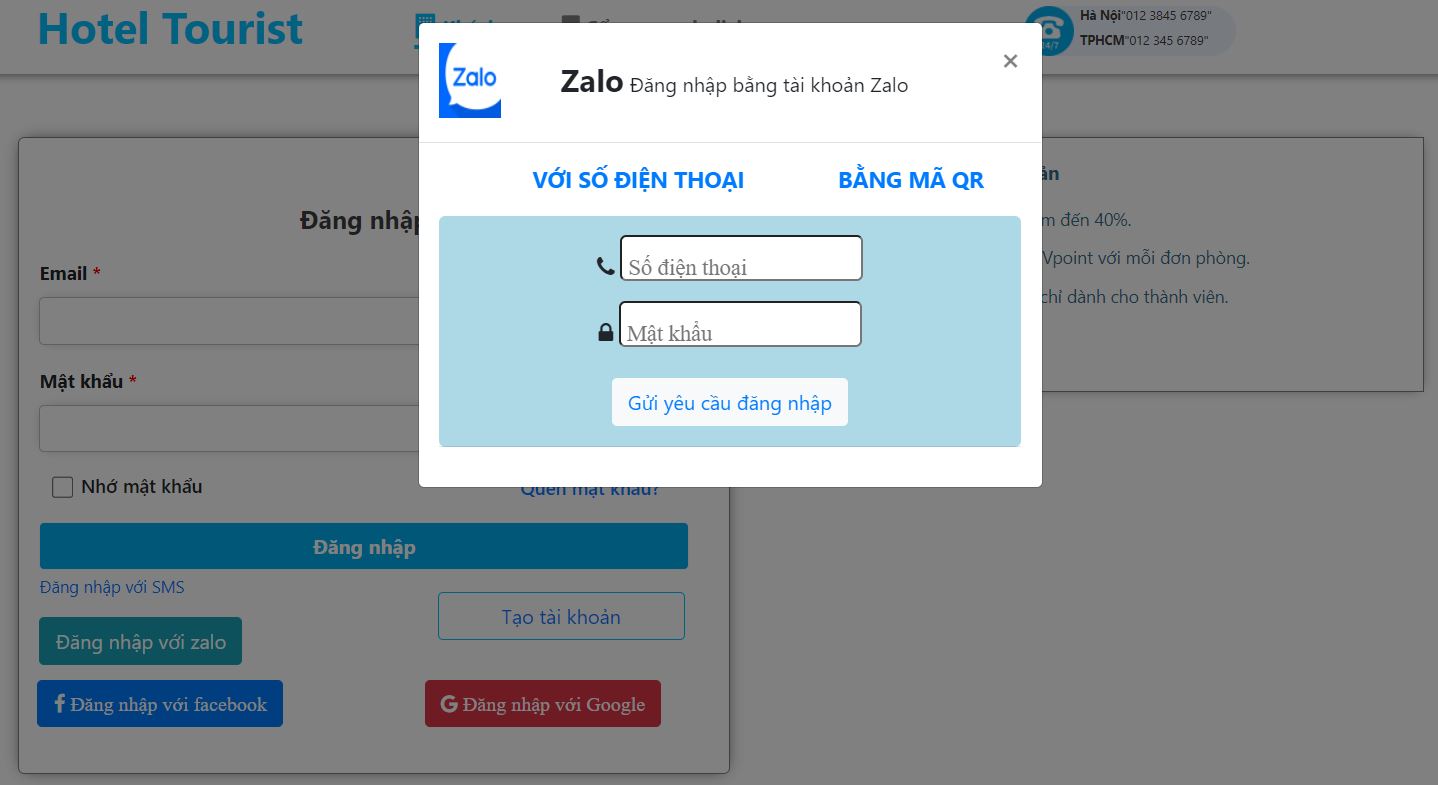 Hotel Tourist
Hà Nội"012 3845 6789"
TPHCM"012 345 6789"
24/7
Zalo
Zalo Đăng nhập bằng tài khoản Zalo
×
VỚI SỐ ĐIỆN THOẠI
BẰNG MÃ QR
Số điện thoại
Mật khẩu
Gửi yêu cầu đăng nhập
Đăng nhập
Email *
Mật khẩu *
Nhớ mật khẩu
Quên mật khẩu?
Đăng nhập
Đăng nhập với SMS
Tạo tài khoản
Đăng nhập với zalo
Đăng nhập với facebook
Đăng nhập với Google
đến 40%.
Vpoint với mỗi đơn phòng.
chỉ dành cho thành viên.